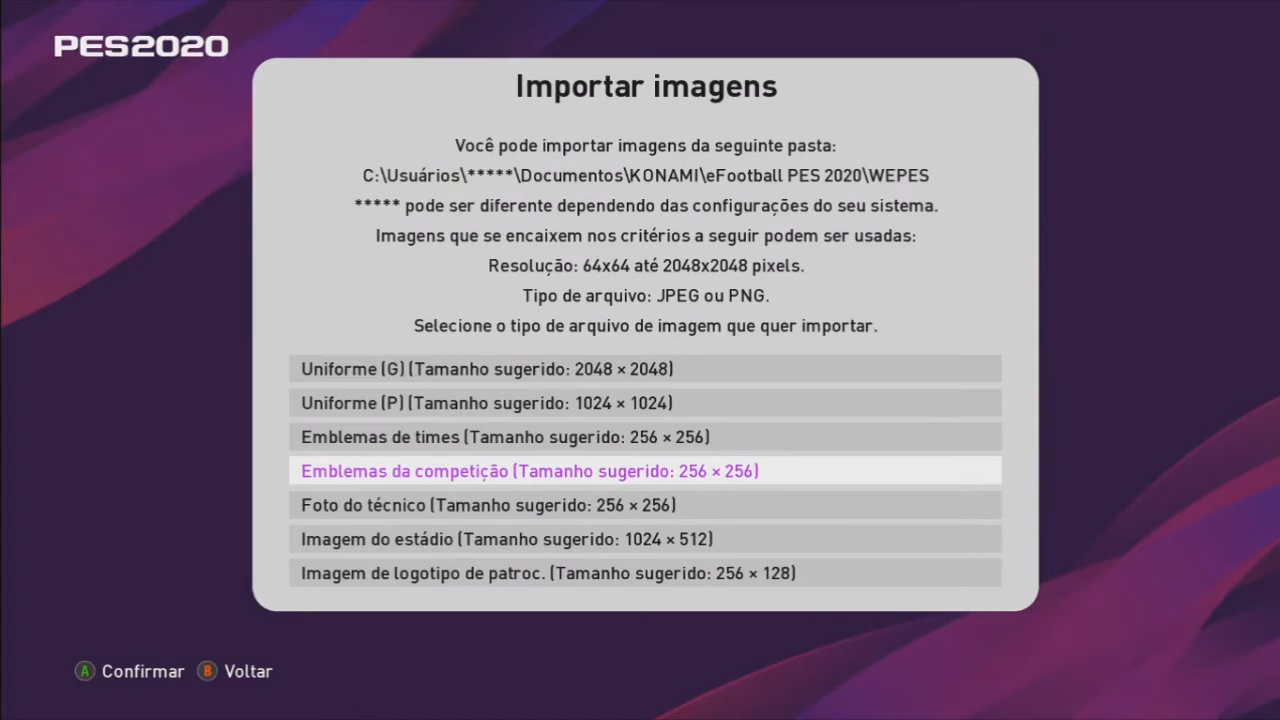 PES2020
Importar imagens
Você pode importar imagens da seguinte pasta:
C:\Usuários\*****\Documentos\KONAMI\eFootball PES 2020\WEPES
***** pode ser diferente dependendo das configurações do seu sistema.
Imagens que se encaixem nos critérios a seguir podem ser usadas:
Resolução: 64x64 até 2048x2048 pixels.
Tipo de arquivo: JPEG ou PNG.
Selecione o tipo de arquivo de imagem que quer importar.
Uniforme (G) (Tamanho sugerido: 2048 × 2048)
Uniforme (P) (Tamanho sugerido: 1024 × 1024)
Emblemas de times (Tamanho sugerido: 256 × 256)
Emblemas da competição (Tamanho sugerido: 256 × 256)
Foto do técnico (Tamanho sugerido: 256 × 256)
Imagem do estádio (Tamanho sugerido: 1024 × 512)
Imagem de logotipo de patroc. (Tamanho sugerido: 256 × 128)
A Confirmar B Voltar